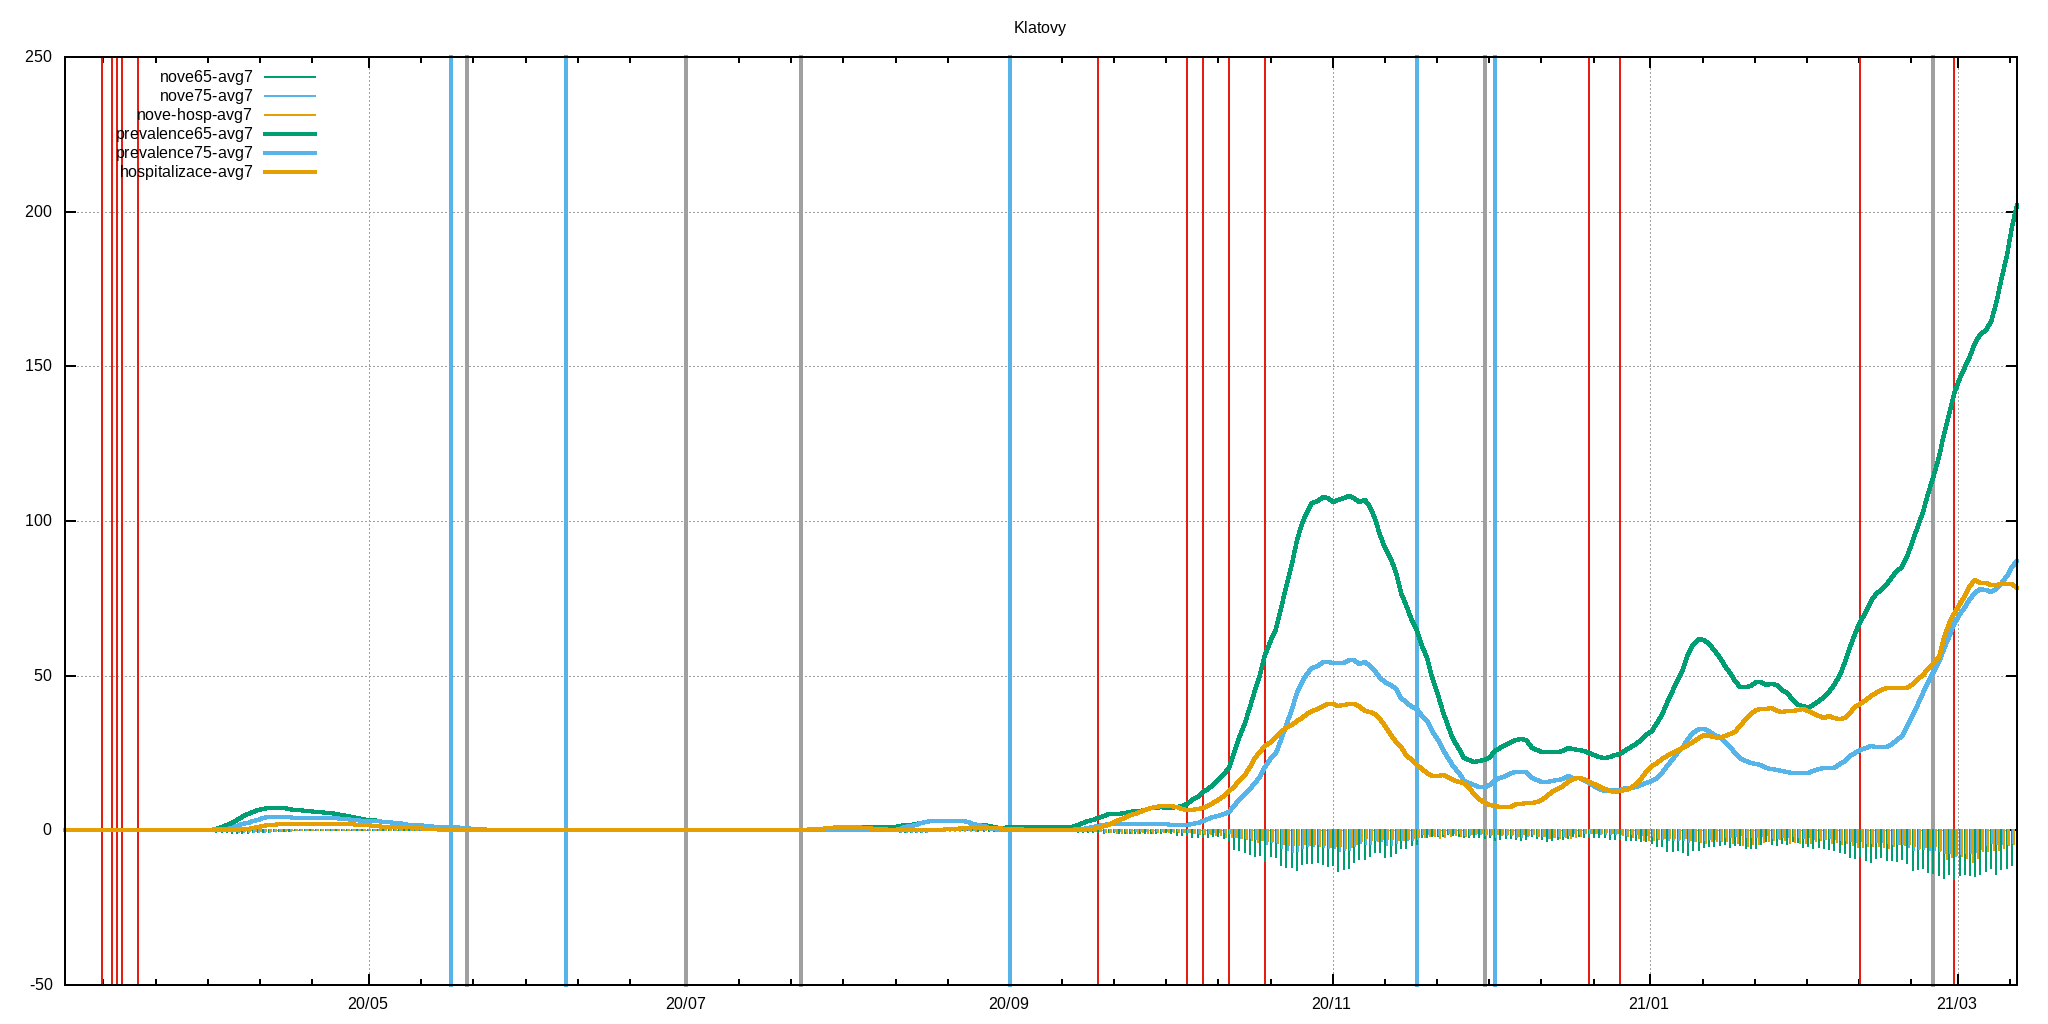 Klatovy
250
200
150
100
50
0
-50
nove65-avg7
nove75-avg7
nove-hosp-avg7
prevalence65-avg7
prevalence75-avg7
hospitalizace-avg7
20/05
20/07
20/09
20/11
21/01
21/03